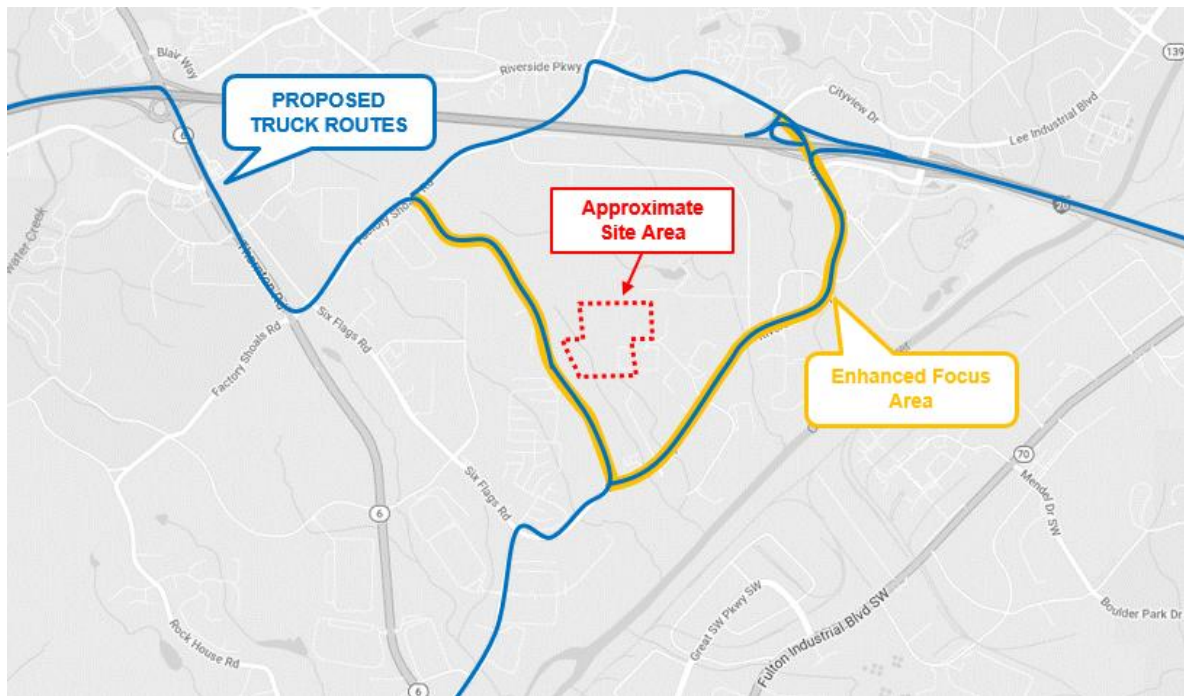 139
Blair Way
Riverside Pkwy
PROPOSED
TRUCK ROUTES
Cityview Dr
Lee Industrial Blvd
6
Factory Shoals Rd
Approximate
Site Area
20
Thornton Rd
Six Flags Rd
Factory Shoals Rd
Enhanced Focus
Area
70
Six Flags Rd
Mendel Dr SW
6
Great SW Pkwy SW
Boulder Park Dr
Rock House Rd
Fulton Industrial Blvd SW
6